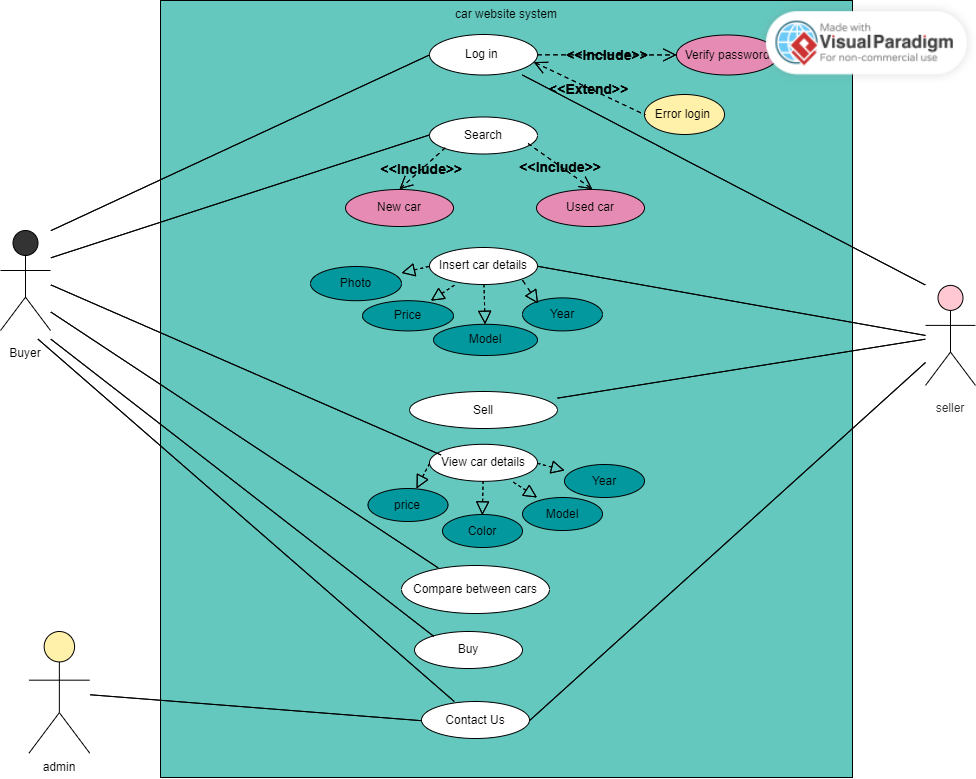 car website system
Made with
Visual Paradigm
For non-commercial use
Log in
<<Include>>
Verify password
<<Extend>>
Error login
Search
<<Include>>
<<Include>>
New car
Used car
Insert car details
Photo
Price
Year
Model
Buyer
seller
Sell
View car details
Year
price
Model
Color
Compare between cars
Buy
Contact Us
admin